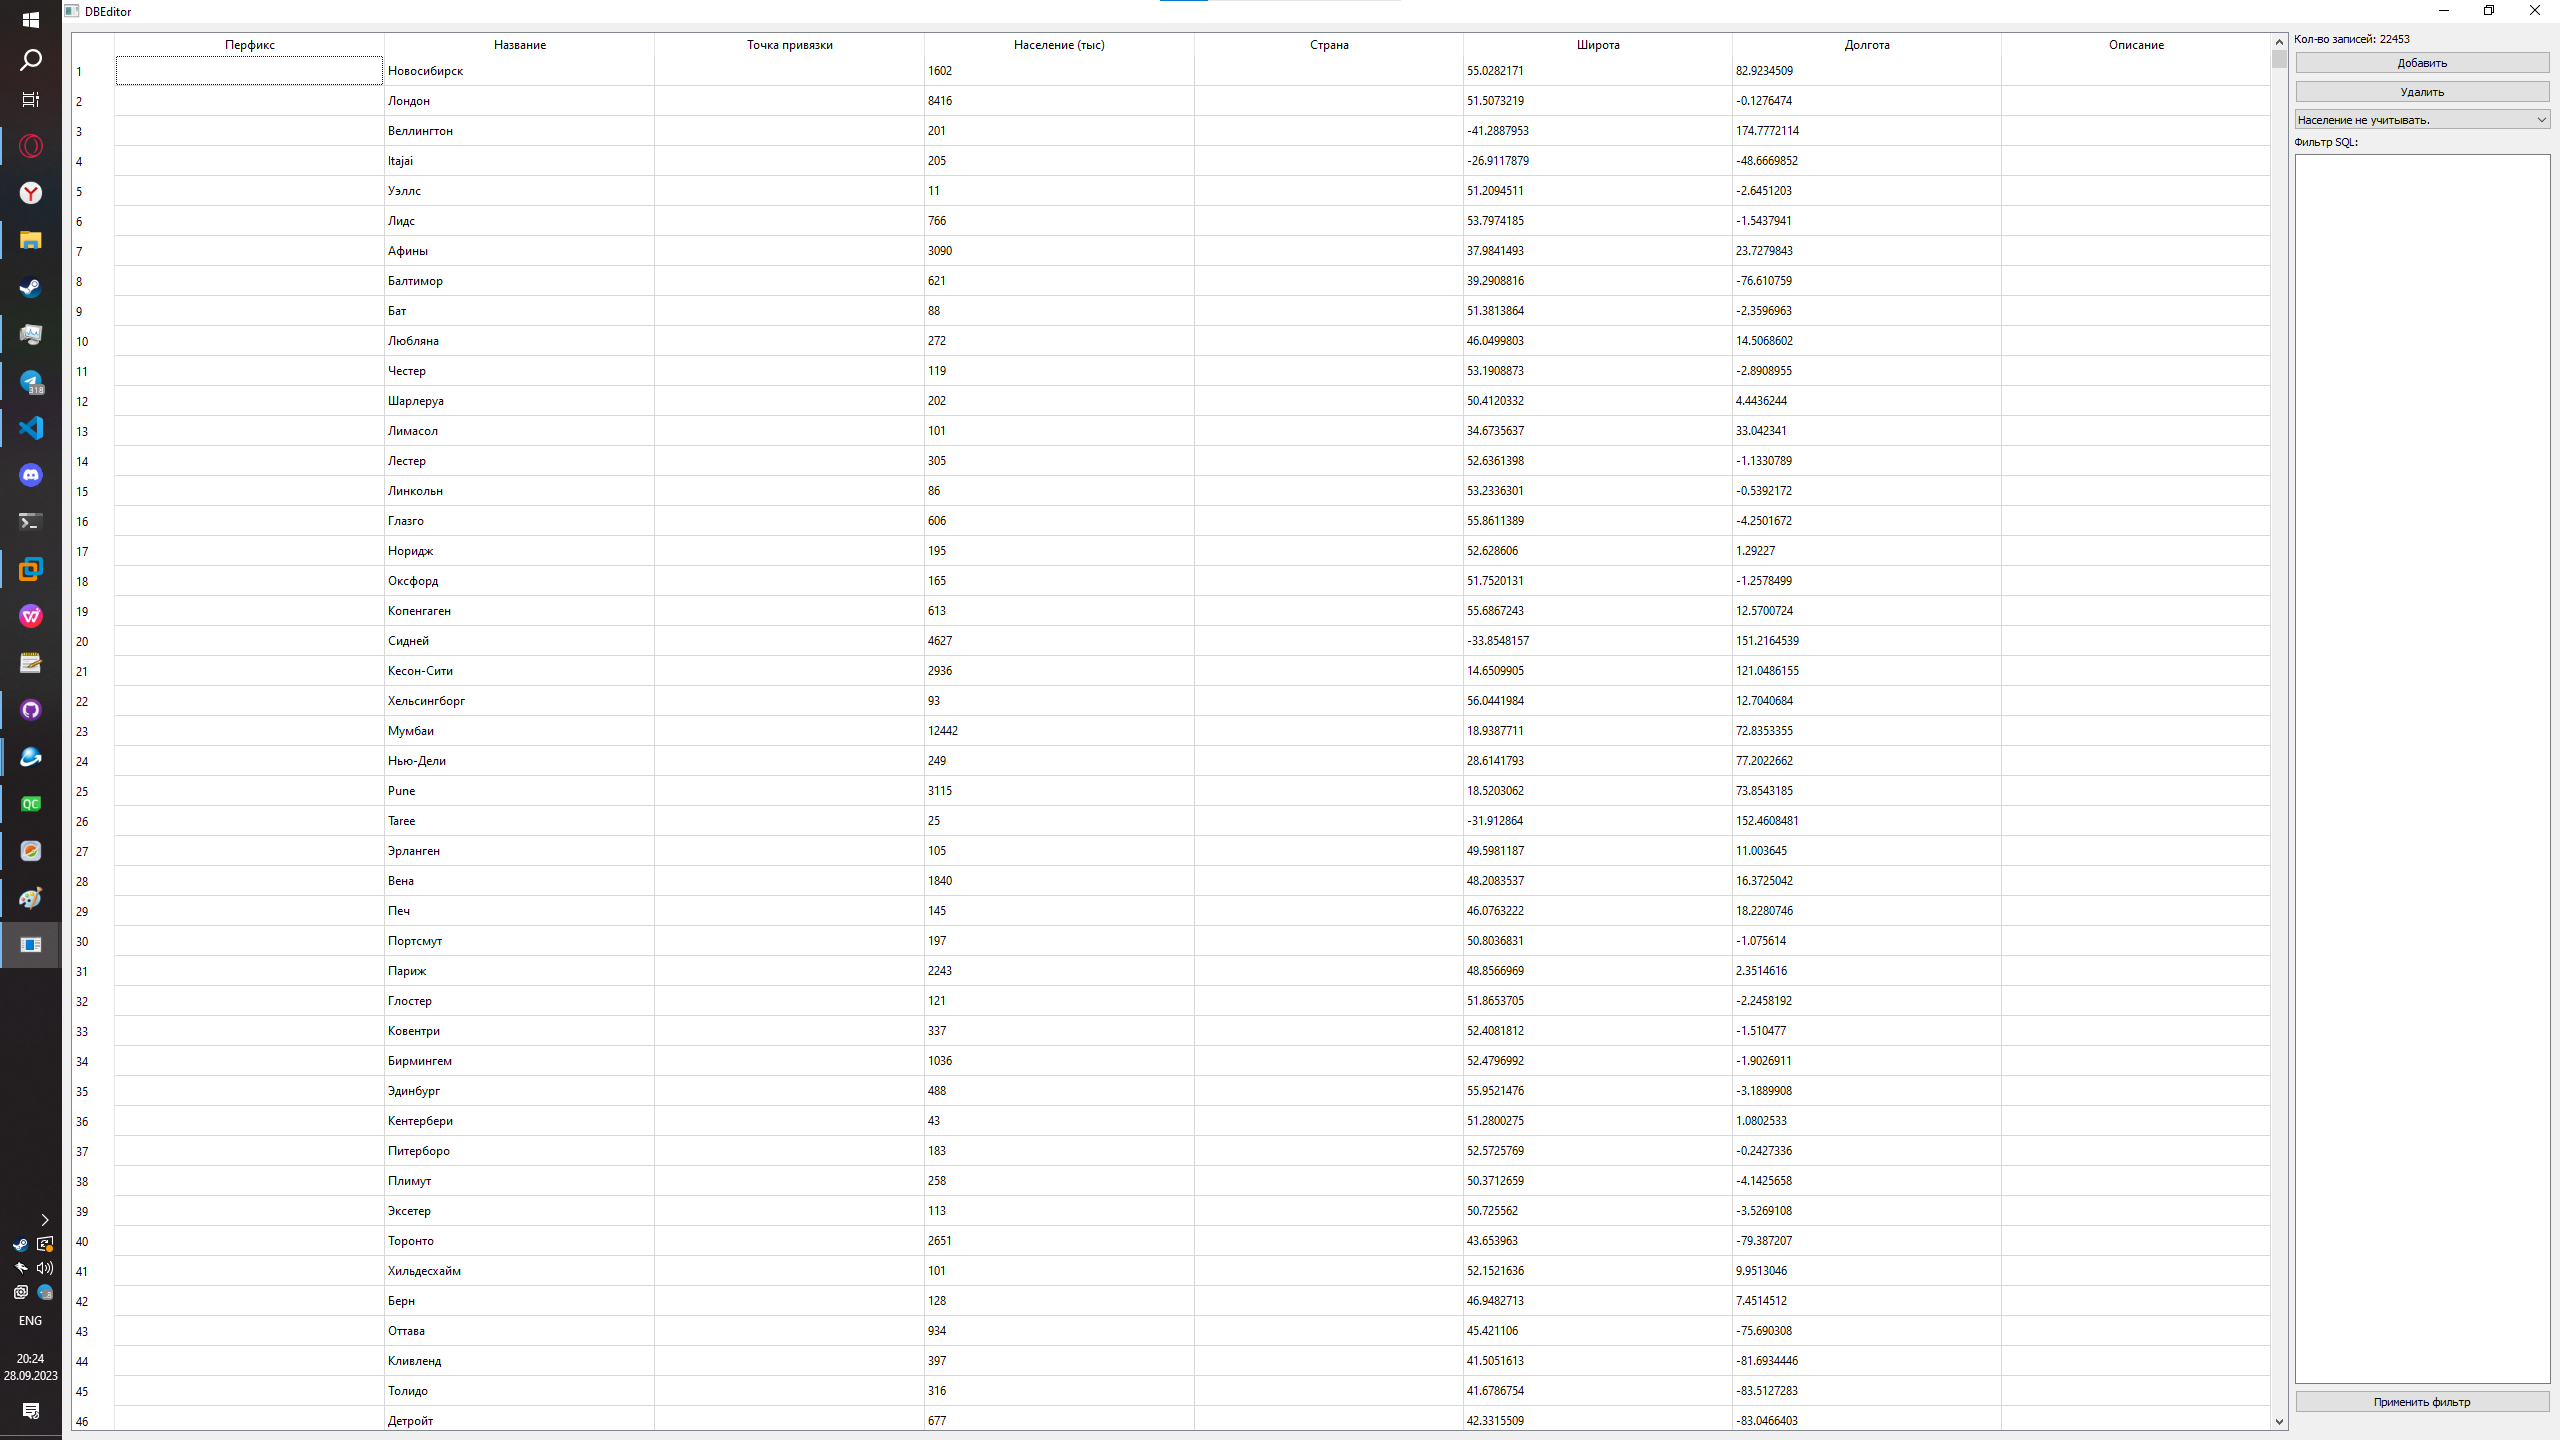 DBEditor
Перфикс Название Точка привязки Население (тыс) Страна Широта Долгота Описание
1 Новосибирск 1602 55.0282171 82.9234509
2 Лондон 8416 51.5073219 -0.1276474
3 Веллингтон 201 -41.2887953 174.7772114
4 Itajai 205 -26.9117879 -48.6669852
5 Уэллс 11 51.2094511 -2.6451203
6 Лидс 766 53.7974185 -1.5437941
7 Афины 3090 37.9841493 23.7279843
8 Балтимор 621 39.2908816 -76.610759
9 Бат 88 51.3813864 -2.3596963
10 Любляна 272 46.0499803 14.5068602
11 Честер 119 53.1908873 -2.8908955
12 Шарлеруа 202 50.4120332 4.4436244
13 Лимасол 101 34.6735637 33.042341
14 Лестер 305 52.6361398 -1.1330789
15 Линкольн 86 53.2336301 -0.5392172
16 Глазго 606 55.8611389 -4.2501672
17 Норидж 195 52.628606 1.29227
18 Оксфорд 165 51.7520131 -1.2578499
19 Копенгаген 613 55.6867243 12.5700724
20 Сидней 4627 -33.8548157 151.2164539
21 Кесон-Сити 2936 14.6509905 121.0486155
22 Хельсингборг 93 56.0441984 12.7040684
23 Мумбаи 12442 18.9387711 72.8353355
24 Нью-Дели 249 28.6141793 77.2022662
25 Pune 3115 18.5203062 73.8543185
26 Taree 25 -31.912864 152.4608481
27 Эрланген 105 49.5981187 11.003645
28 Вена 1840 48.2083537 16.3725042
29 Печ 145 46.0763222 18.2280746
30 Портсмут 197 50.8036831 -1.075614
31 Париж 2243 48.8566969 2.3514616
32 Глостер 121 51.8653705 -2.2458192
33 Ковентри 337 52.4081812 -1.510477
34 Бирмингем 1036 52.4796992 -1.9026911
35 Эдинбург 488 55.9521476 -3.1889908
36 Кентербери 43 51.2800275 1.0802533
37 Питерборо 183 52.5725769 -0.2427336
38 Плимут 258 50.3712659 -4.1425658
39 Эксетер 113 50.725562 -3.5269108
40 Торонто 2651 43.653963 -79.387207
41 Хильдесхайм 101 52.1521636 9.9513046
42 Берн 128 46.9482713 7.4514512
43 Оттава 934 45.421106 -75.690308
44 Кливленд 397 41.5051613 -81.6934446
45 Толидо 316 41.6786754 -83.5127283
46 Детройт 677 42.3315509 -83.0466403
Кол-во записей: 22453
Добавить
Удалить
Население не учитывать.
Фильтр SQL:
Применить фильтр
318
QC
ENG
20:24
28.09.2023